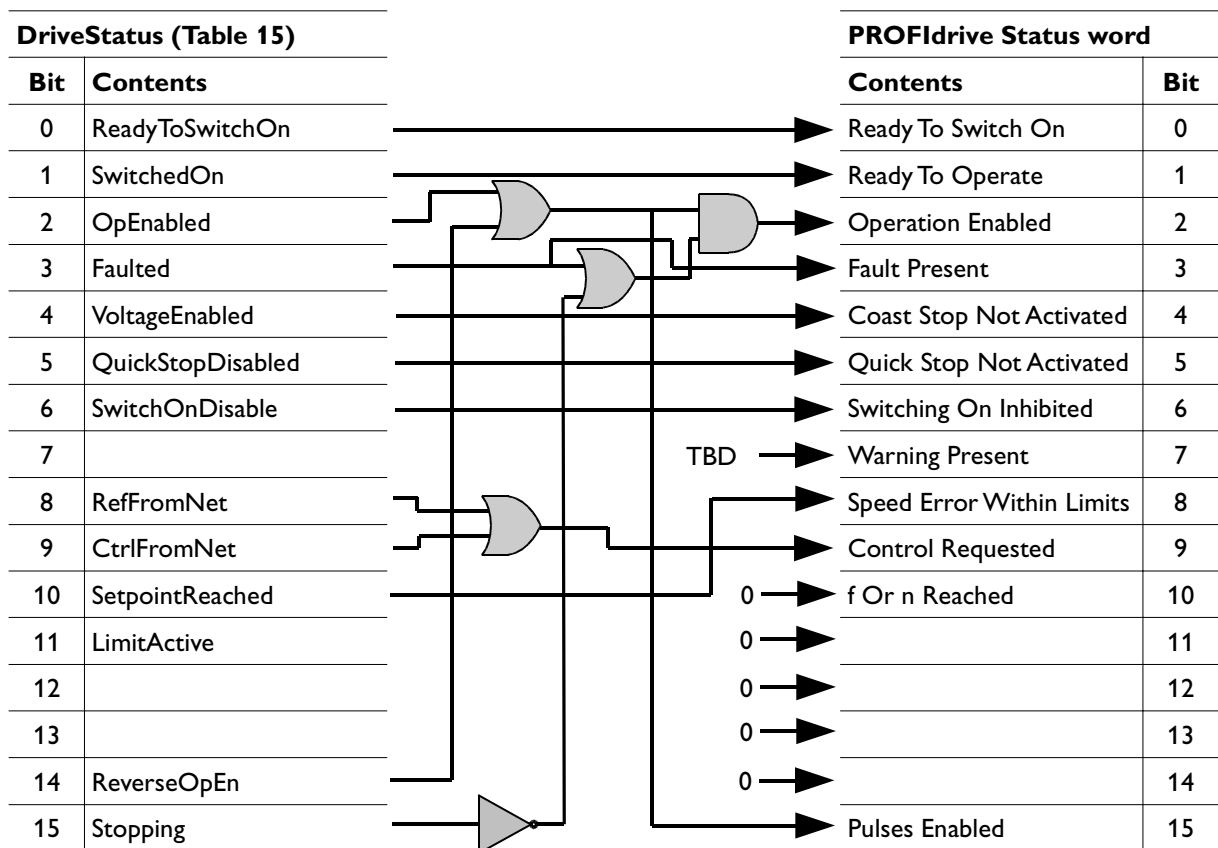 DriveStatus (Table 15) PROFIdrive Status word
Bit Contents Contents Bit
0 ReadyToSwitchOn Ready To Switch On 0
1 SwitchedOn Ready To Operate 1
2 OpEnabled Operation Enabled 2
3 Faulted Fault Present 3
4 VoltageEnabled Coast Stop Not Activated 4
5 QuickStopDisabled Quick Stop Not Activated 5
6 SwitchOnDisable Switching On Inhibited 6
7 TBD Warning Present 7
8 RefFromNet Speed Error Within Limits 8
9 CtrlFromNet Control Requested 9
10 SetpointReached 0 f Or n Reached 10
11 LimitActive 0 11
12 0 12
13 0 13
14 ReverseOpEn 0 14
15 Stopping Pulses Enabled 15